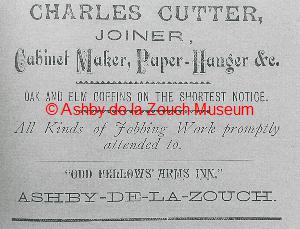 CHARLES CUTTER,
JOINER,
Cabinet Maker, Paper-Hanger &c.
OAK AND ELM COFFINS ON THE SHORTEST NOTICE.
© Ashby de la Zouch Museum
All Kinds of Jobbing Work promptly
attended to.
"ODD FELLOWS' ARMS INN,"
ASHBY-DE-LA-ZOUCH.